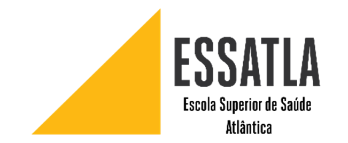 ESSATLA
Escola Superior de Saúde
Atlântica